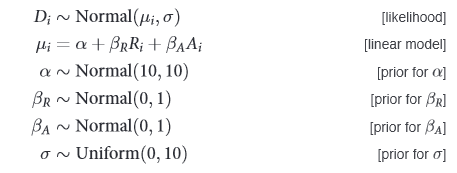 Dᵢ ∼ Normal(μᵢ, σ) [likelihood]
μᵢ = α + β_R Rᵢ + β_A Aᵢ [linear model]
α ∼ Normal(10, 10) [prior for α]
β_R ∼ Normal(0, 1) [prior for β_R]
β_A ∼ Normal(0, 1) [prior for β_A]
σ ∼ Uniform(0, 10) [prior for σ]